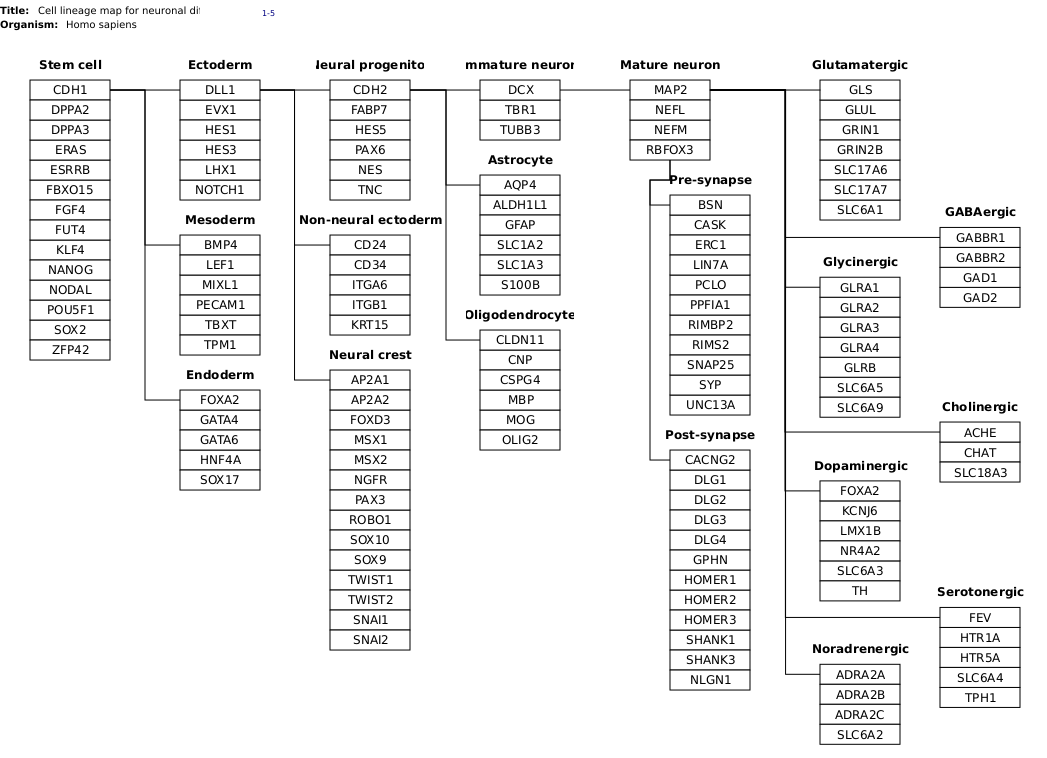 Title: Cell lineage map for neuronal di
1-5
Organism: Homo sapiens
Stem cell
CDH1
DPPA2
DPPA3
ERAS
ESRRB
FBXO15
FGF4
FUT4
KLF4
NANOG
NODAL
POU5F1
SOX2
ZFP42
Ectoderm
DLL1
EVX1
HES1
HES3
LHX1
NOTCH1
Mesoderm
BMP4
LEF1
MIXL1
PECAM1
TBXT
TPM1
Endoderm
FOXA2
GATA4
GATA6
HNF4A
SOX17
Neural progenito
CDH2
FABP7
HES5
PAX6
NES
TNC
Non-neural ectoderm
CD24
CD34
ITGA6
ITGB1
KRT15
Neural crest
AP2A1
AP2A2
FOXD3
MSX1
MSX2
NGFR
PAX3
ROBO1
SOX10
SOX9
TWIST1
TWIST2
SNAI1
SNAI2
mmature neuron
DCX
TBR1
TUBB3
Astrocyte
AQP4
ALDH1L1
GFAP
SLC1A2
SLC1A3
S100B
Oligodendrocyte
CLDN11
CNP
CSPG4
MBP
MOG
OLIG2
Mature neuron
MAP2
NEFL
NEFM
RBFOX3
Pre-synapse
BSN
CASK
ERC1
LIN7A
PCLO
PPFIA1
RIMBP2
RIMS2
SNAP25
SYP
UNC13A
Post-synapse
CACNG2
DLG1
DLG2
DLG3
DLG4
GPHN
HOMER1
HOMER2
HOMER3
SHANK1
SHANK3
NLGN1
Glutamatergic
GLS
GLUL
GRIN1
GRIN2B
SLC17A6
SLC17A7
SLC6A1
Glycinergic
GLRA1
GLRA2
GLRA3
GLRA4
GLRB
SLC6A5
SLC6A9
Dopaminergic
FOXA2
KCNJ6
LMX1B
NR4A2
SLC6A3
TH
Noradrenergic
ADRA2A
ADRA2B
ADRA2C
SLC6A2
GABAergic
GABBR1
GABBR2
GAD1
GAD2
Cholinergic
ACHE
CHAT
SLC18A3
Serotonergic
FEV
HTR1A
HTR5A
SLC6A4
TPH1